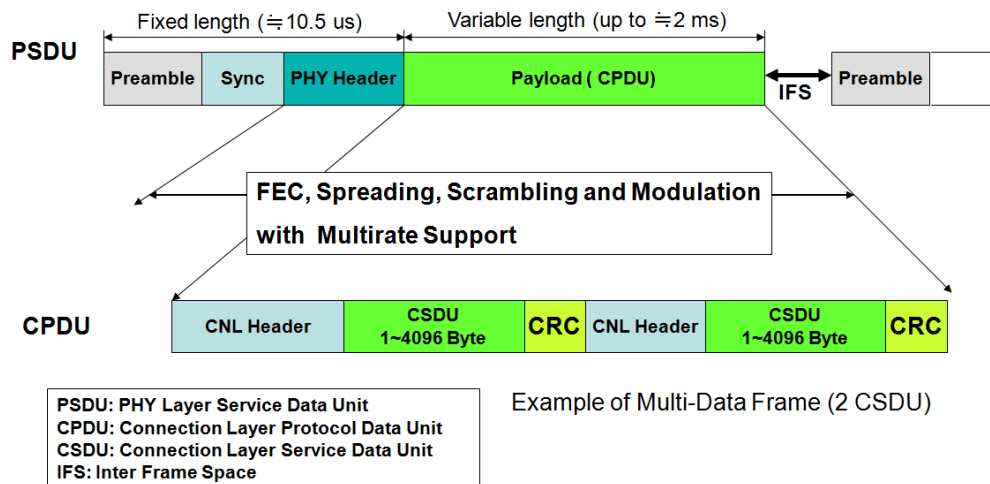 Fixed length (≒10.5 us)
Variable length (up to ≒2 ms)
PSDU
Preamble
Sync
PHY Header
Payload ( CPDU)
IFS
Preamble
FEC, Spreading, Scrambling and Modulation
with Multirate Support
CPDU
CNL Header
CSDU
1~4096 Byte
CRC
CNL Header
CSDU
1~4096 Byte
CRC
PSDU: PHY Layer Service Data Unit
CPDU: Connection Layer Protocol Data Unit
CSDU: Connection Layer Service Data Unit
IFS: Inter Frame Space
Example of Multi-Data Frame (2 CSDU)